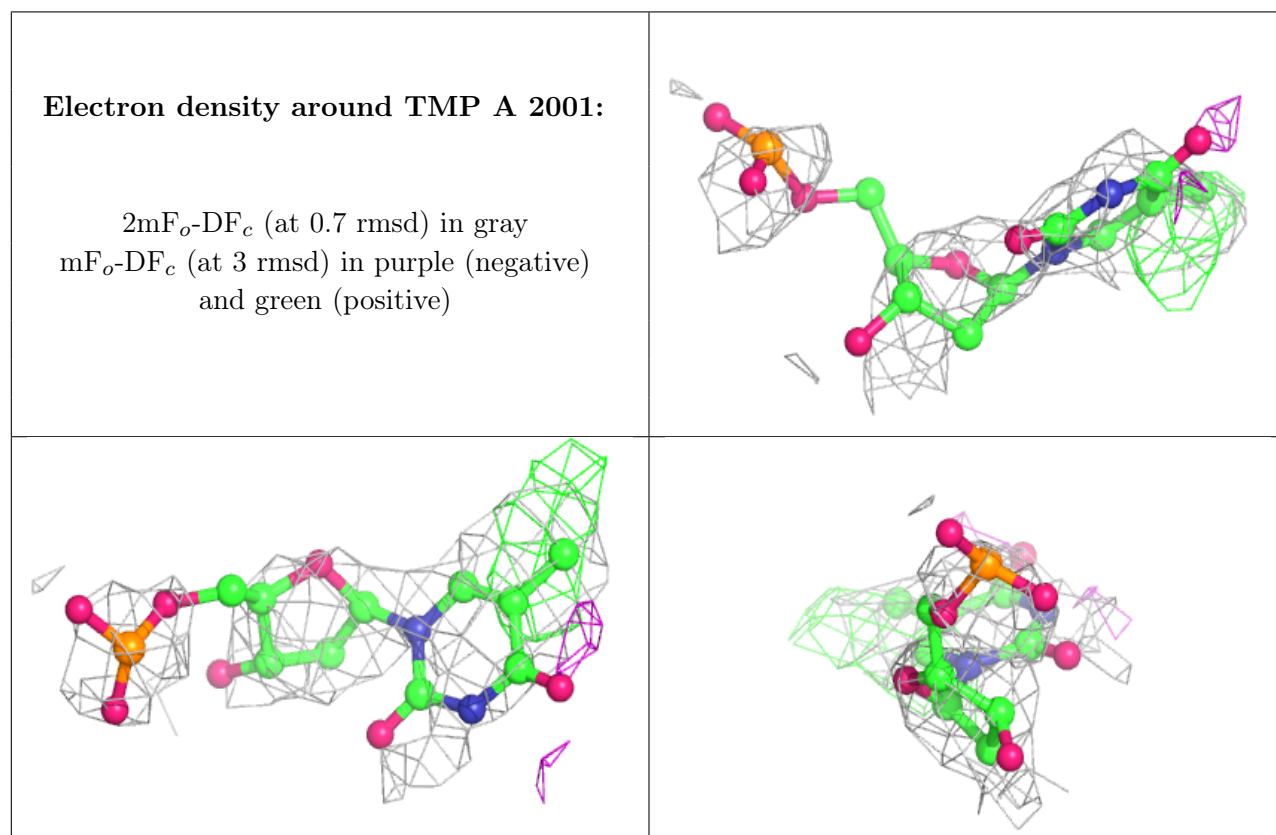 Electron density around TMP A 2001:
2mFo-DFc (at 0.7 rmsd) in gray
mFo-DFc (at 3 rmsd) in purple (negative)
and green (positive)